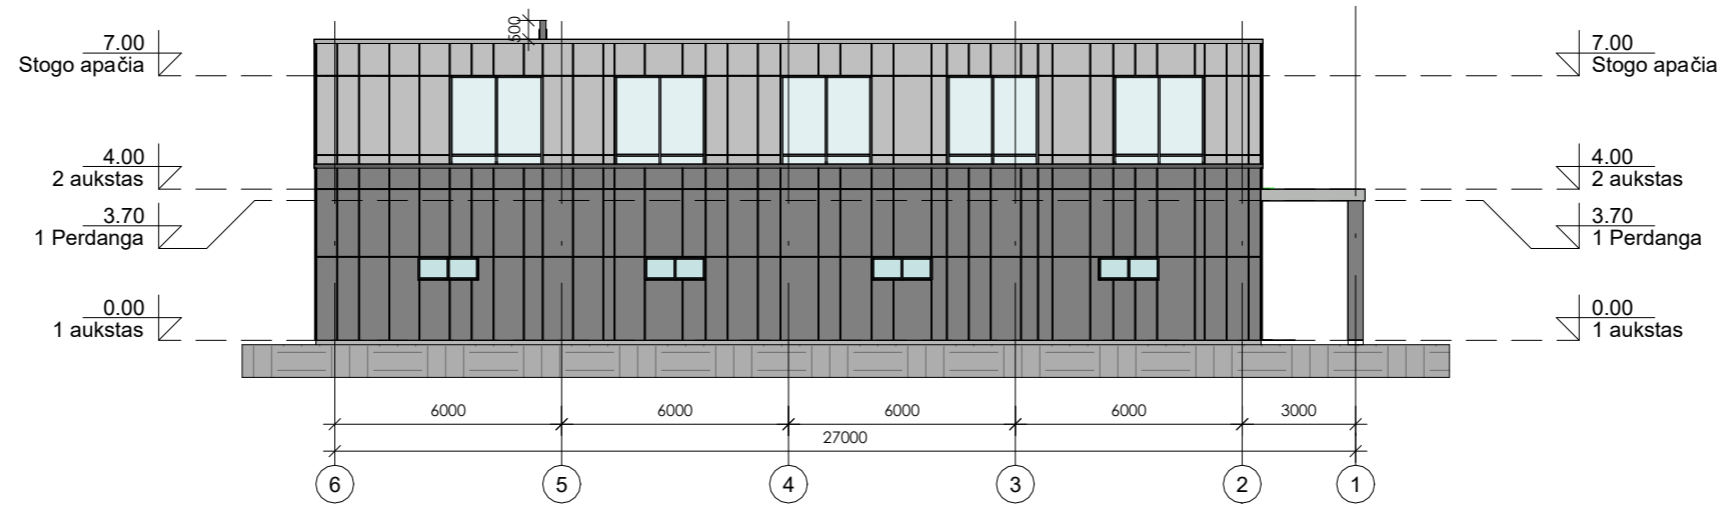 500
7.00
Stogo apačia
7.00
Stogo apačia
4.00
2 aukstas
4.00
2 aukstas
3.70
1 Perdanga
3.70
1 Perdanga
0.00
1 aukstas
0.00
1 aukstas
6000
6000
6000
6000
3000
27000
6
5
4
3
2
1